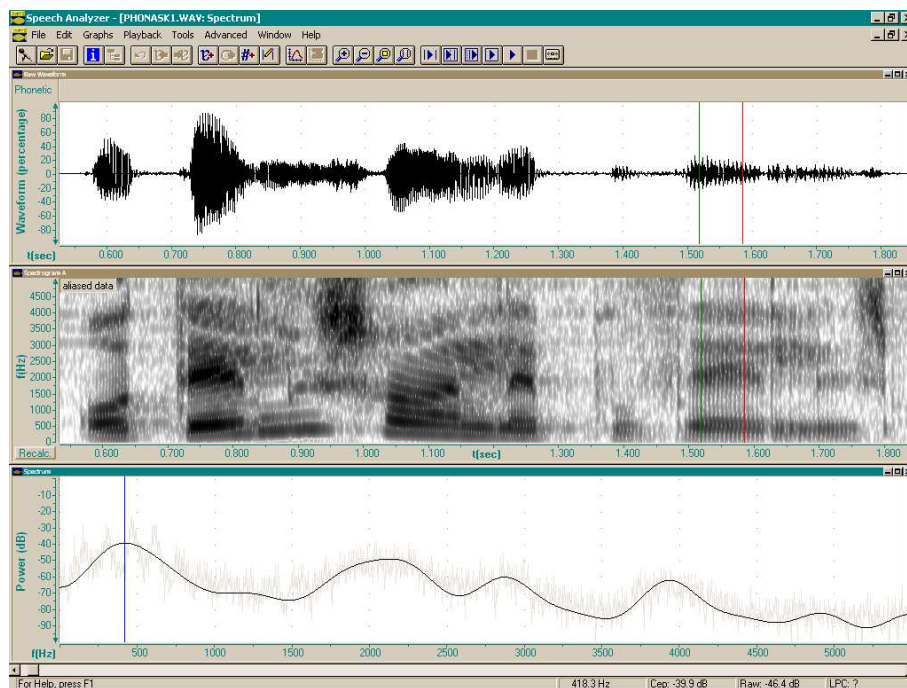 Speech Analyzer - [PHONASK1.WAV: Spectrum]
File Edit Graphs Playback Tools Advanced Window Help
Raw Waveform
Phonetic
Waveform (percentage)
80
60
40
20
0
-20
-40
-60
-80
t(sec) 0.600 0.700 0.800 0.900 1.000 1.100 1.200 1.300 1.400 1.500 1.600 1.700 1.800
Spectrogram A
aliased data
f(Hz)
4500
4000
3500
3000
2500
2000
1500
1000
500
0
Recalc. 0.600 0.700 0.800 0.900 1.000 1.100 t(sec) 1.200 1.300 1.400 1.500 1.600 1.700 1.800
Spectrum
Power (dB)
-10
-20
-30
-40
-50
-60
-70
-80
-90
f(Hz) 500 1000 1500 2000 2500 3000 3500 4000 4500 5000
For Help, press F1 418.3 Hz Cep: -39.9 dB Raw: -46.4 dB LPC: ?